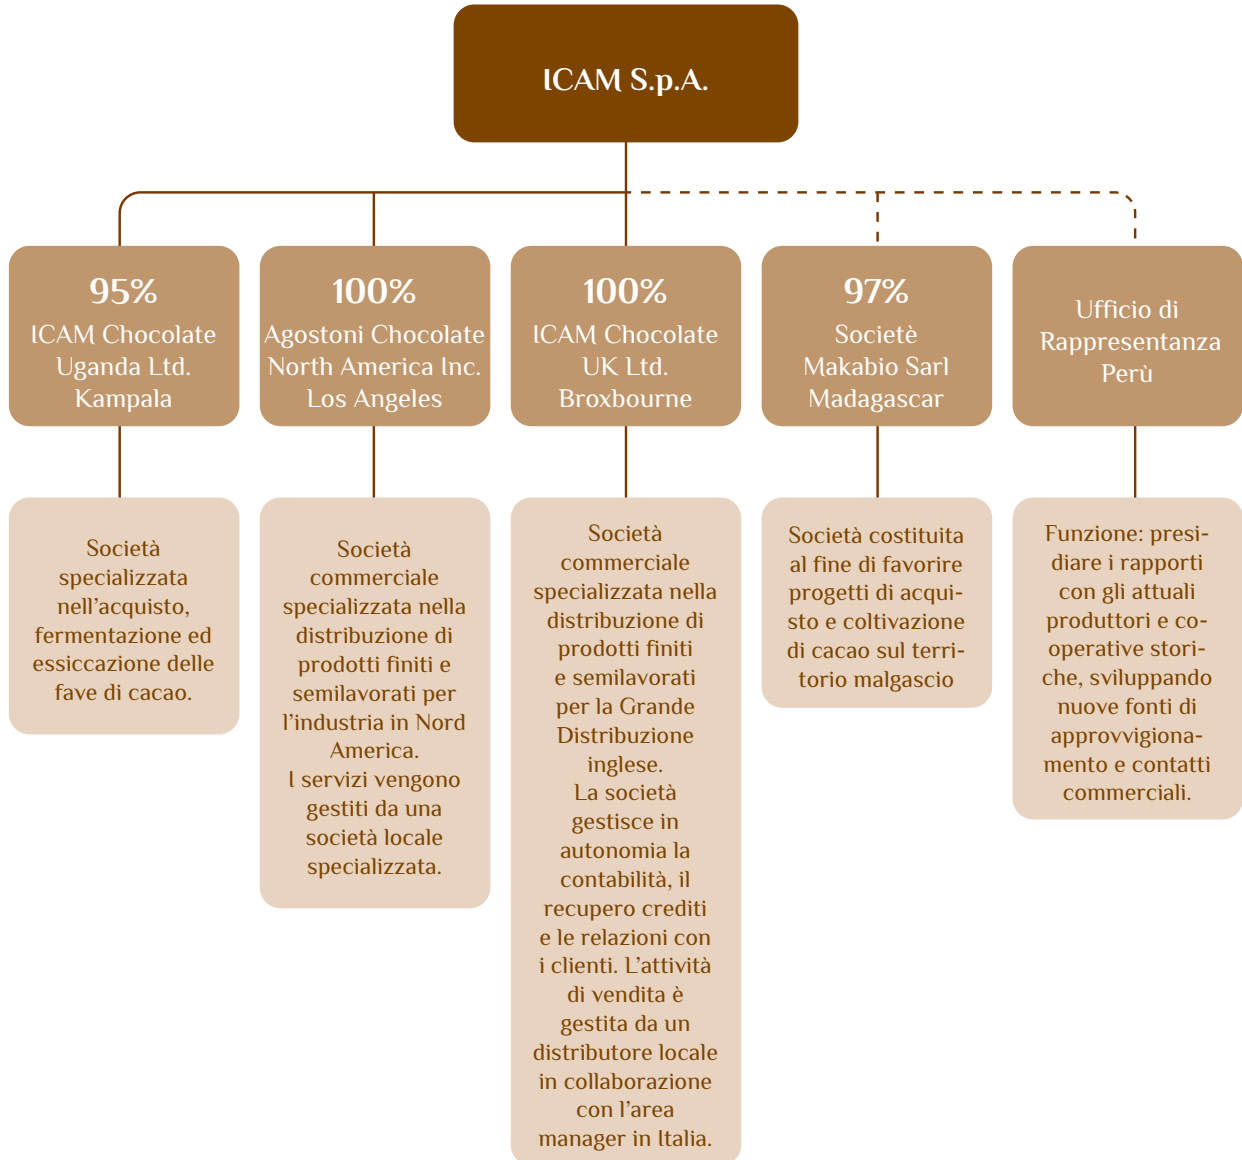 ICAM S.p.A.
95%
ICAM Chocolate
Uganda Ltd.
Kampala
100%
Agostoni Chocolate
North America Inc.
Los Angeles
100%
ICAM Chocolate
UK Ltd.
Broxbourne
97%
Societè
Makabio Sarl
Madagascar
Ufficio di
Rappresentanza
Perù
Società
specializzata
nell’acquisto,
fermentazione ed
essiccazione delle
fave di cacao.
Società
commerciale
specializzata nella
distribuzione di
prodotti finiti e
semilavorati per
l’industria in Nord
America.
I servizi vengono
gestiti da una
società locale
specializzata.
Società
commerciale
specializzata nella
distribuzione di
prodotti finiti
e semilavorati
per la Grande
Distribuzione
inglese.
La società
gestisce in
autonomia la
contabilità, il
recupero crediti
e le relazioni con
i clienti. L’attività
di vendita è
gestita da un
distributore locale
in collaborazione
con l’area
manager in Italia.
Società costituita
al fine di favorire
progetti di acqui-
sto e coltivazione
di cacao sul terri-
torio malgascio
Funzione: presi-
diare i rapporti
con gli attuali
produttori e co-
operative stori-
che, sviluppando
nuove fonti di
approvvigiona-
mento e contatti
commerciali.